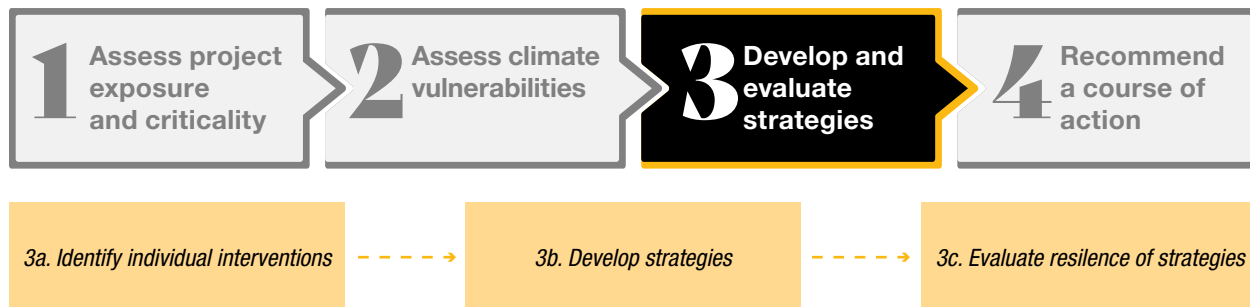 1
Assess project
exposure
and criticality
2
Assess climate
vulnerabilities
3
Develop and
evaluate
strategies
4
Recommend
a course of
action
3a. Identify individual interventions
3b. Develop strategies
3c. Evaluate resilence of strategies